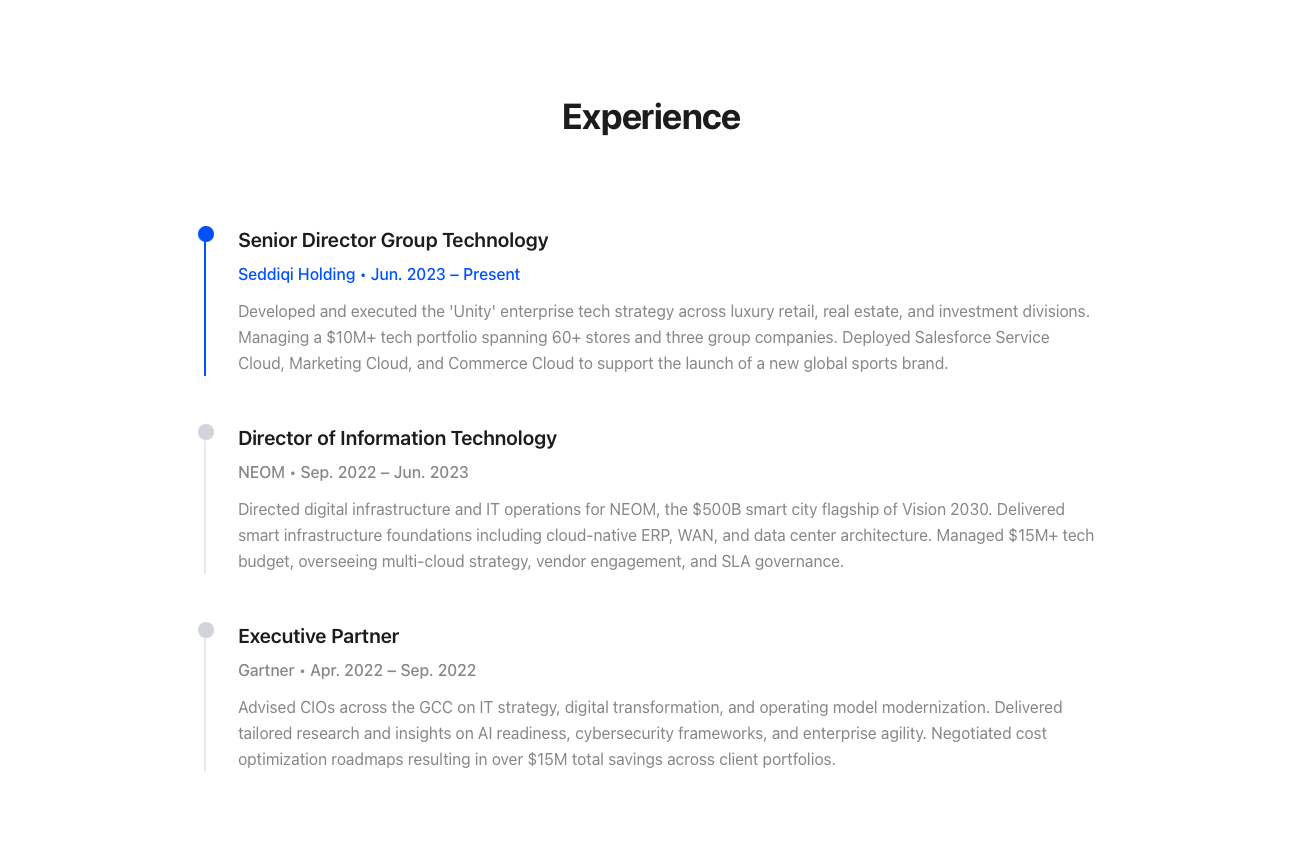 Experience
Senior Director Group Technology
Seddiqi Holding • Jun. 2023 – Present
Developed and executed the 'Unity' enterprise tech strategy across luxury retail, real estate, and investment divisions.
Managing a $10M+ tech portfolio spanning 60+ stores and three group companies. Deployed Salesforce Service
Cloud, Marketing Cloud, and Commerce Cloud to support the launch of a new global sports brand.
Director of Information Technology
NEOM • Sep. 2022 – Jun. 2023
Directed digital infrastructure and IT operations for NEOM, the $500B smart city flagship of Vision 2030. Delivered
smart infrastructure foundations including cloud-native ERP, WAN, and data center architecture. Managed $15M+ tech
budget, overseeing multi-cloud strategy, vendor engagement, and SLA governance.
Executive Partner
Gartner • Apr. 2022 – Sep. 2022
Advised CIOs across the GCC on IT strategy, digital transformation, and operating model modernization. Delivered
tailored research and insights on AI readiness, cybersecurity frameworks, and enterprise agility. Negotiated cost
optimization roadmaps resulting in over $15M total savings across client portfolios.